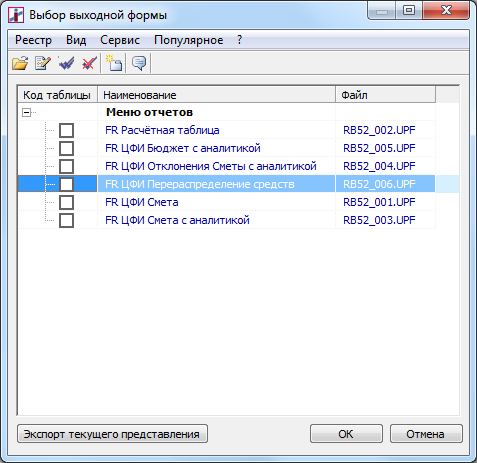 Выбор выходной формы
Реестр Вид Сервис Популярное ?
Код таблицы Наименование Файл
Меню отчетов
FR Расчётная таблица RB52_002.UPF
FR ЦФИ Бюджет с аналитикой RB52_005.UPF
FR ЦФИ Отклонения Сметы с аналитикой RB52_004.UPF
FR ЦФИ Перераспределение средств RB52_006.UPF
FR ЦФИ Смета RB52_001.UPF
FR ЦФИ Смета с аналитикой RB52_003.UPF
Экспорт текущего представления OK Отмена